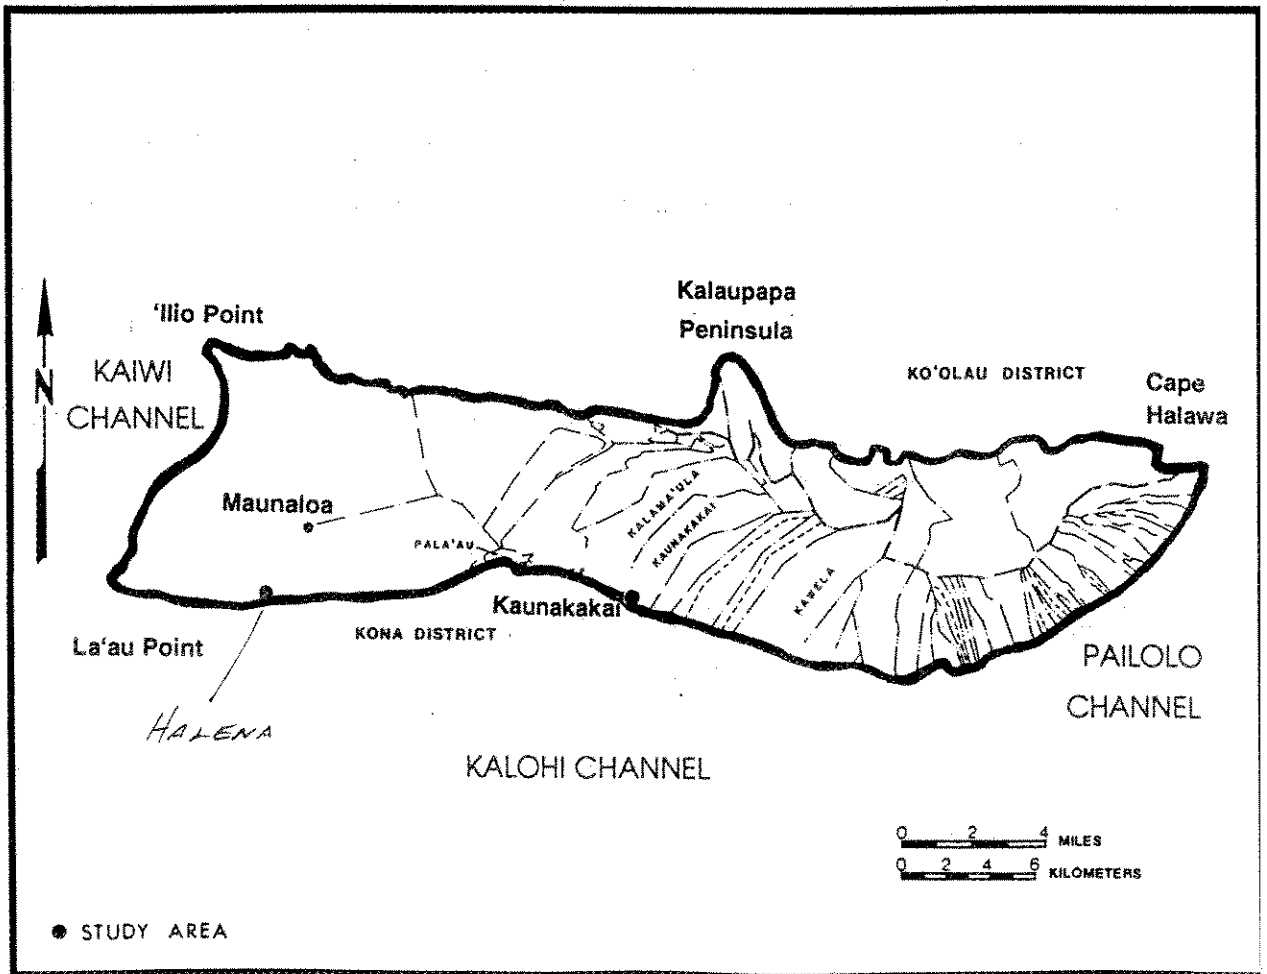 Kalaupapa
Peninsula
'Ilio Point
KAIWI
CHANNEL
N
KO'OLAU DISTRICT
Cape
Halawa
Maunaloa
PALA'AU
KALAMA'ULA
KAUNAKAKAI
KAWELA
Kaunakakai
KONA DISTRICT
La'au Point
HALENA
PAILOLO
CHANNEL
KALOHI CHANNEL
0 2 4 MILES
0 2 4 6 KILOMETERS
STUDY AREA